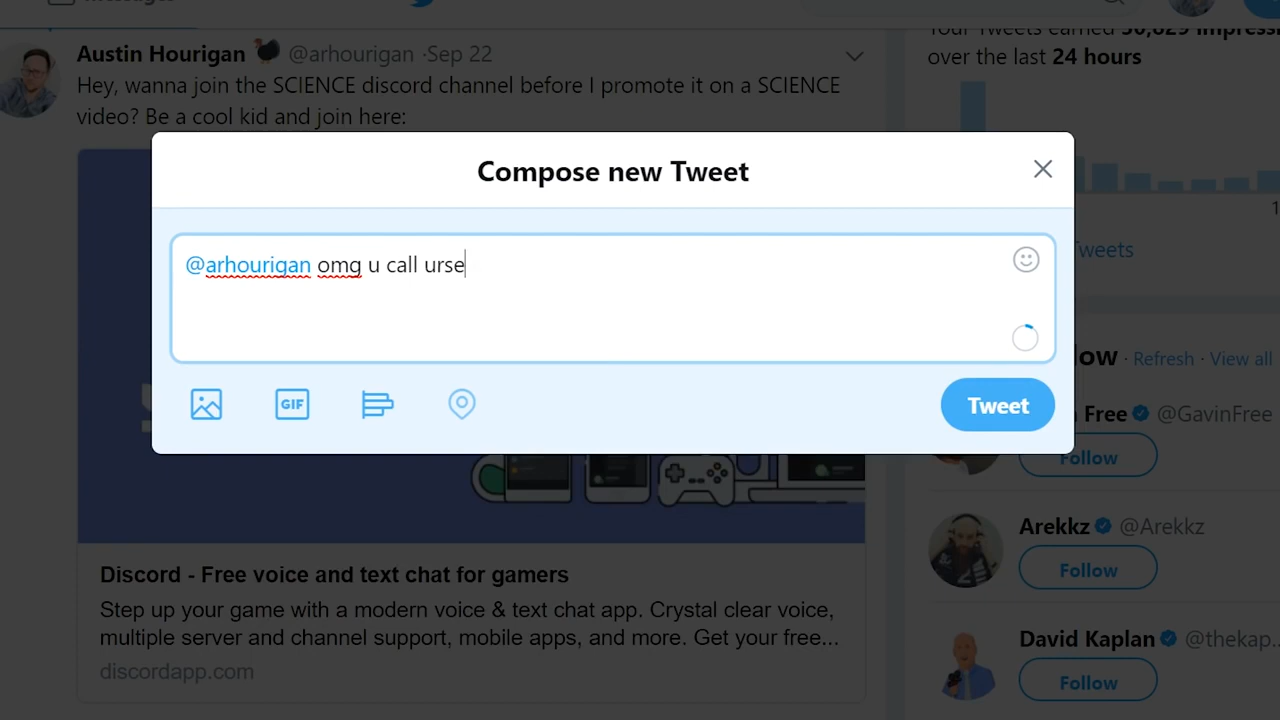 Austin Hourigan @arhourigan ·Sep 22
Hey, wanna join the SCIENCE discord channel before I promote it on a SCIENCE
video? Be a cool kid and join here:
Your Tweets earned 50,829
over the last 24 hours
Compose new Tweet
@arhourigan omg u call urse
GIF
Tweet
Tweets
· Refresh · View all
Free @GavinFree
Follow
Arekkz @Arekkz
Follow
David Kaplan @thekap...
Follow
Discord - Free voice and text chat for gamers
Step up your game with a modern voice & text chat app. Crystal clear voice,
multiple server and channel support, mobile apps, and more. Get your free...
discordapp.com